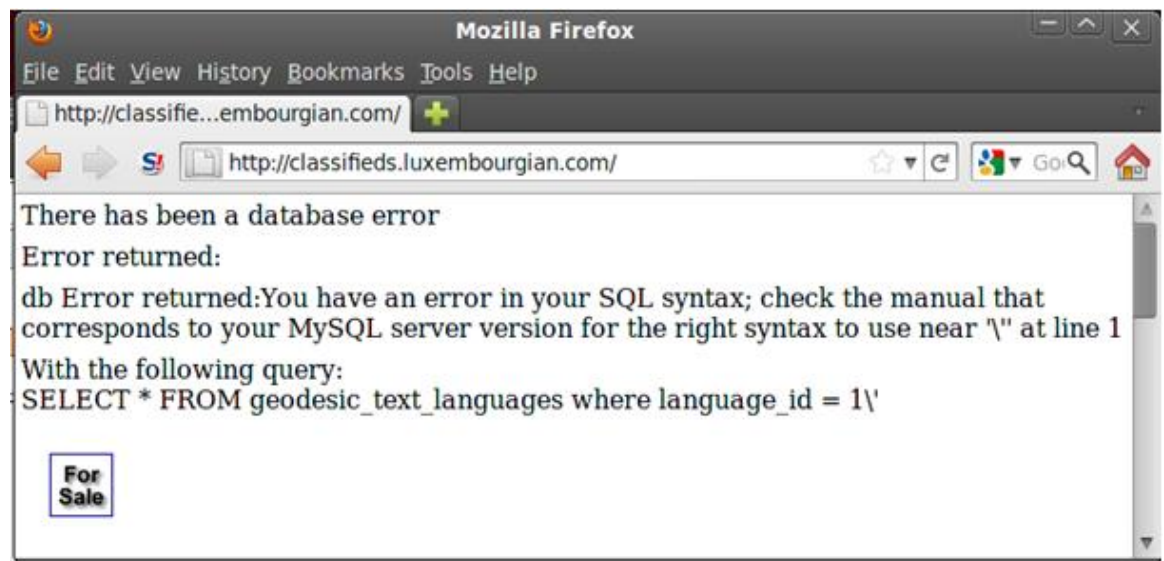 Mozilla Firefox
File Edit View History Bookmarks Tools Help
http://classifie...embourgian.com/
S! http://classifieds.luxembourgian.com/ Go
There has been a database error
Error returned:
db Error returned:You have an error in your SQL syntax; check the manual that
corresponds to your MySQL server version for the right syntax to use near '\'' at line 1
With the following query:
SELECT * FROM geodesic_text_languages where language_id = 1\'
For
Sale